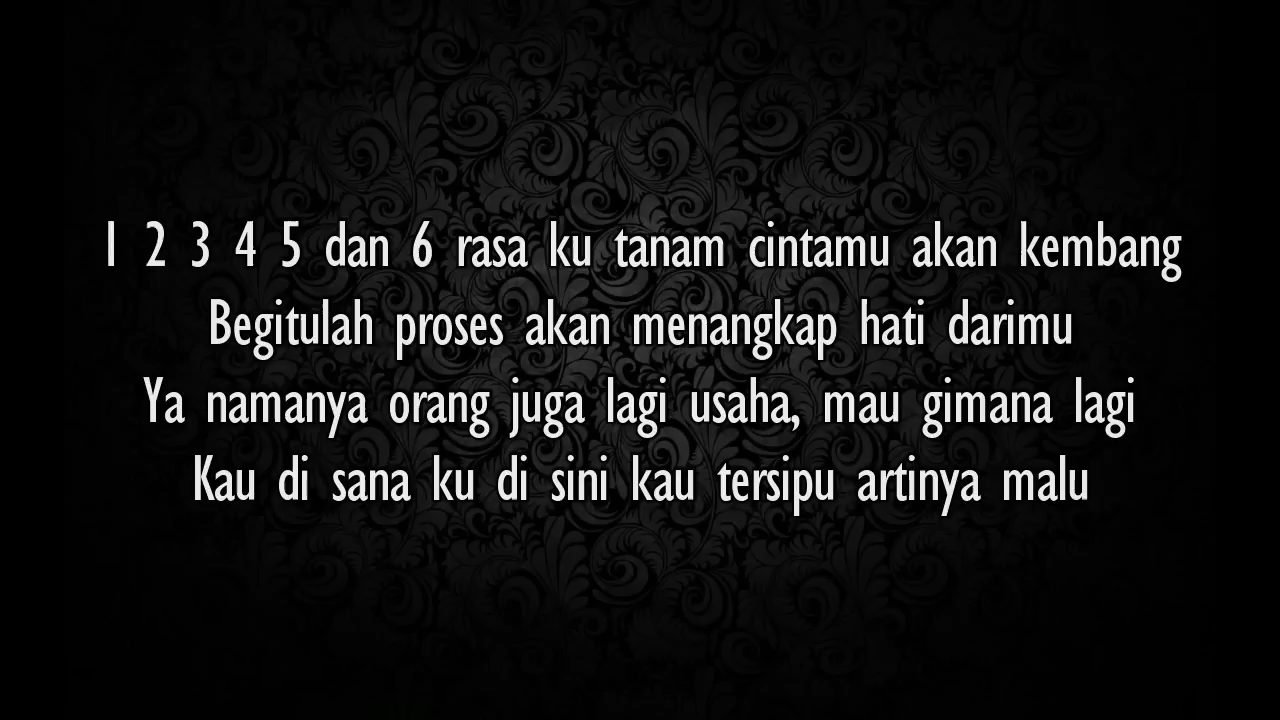 1 2 3 4 5 dan 6 rasa ku tanam cintamu akan kembang
Begitulah proses akan menangkap hati darimu
Ya namanya orang juga lagi usaha, mau gimana lagi
Kau di sana ku di sini kau tersipu artinya malu